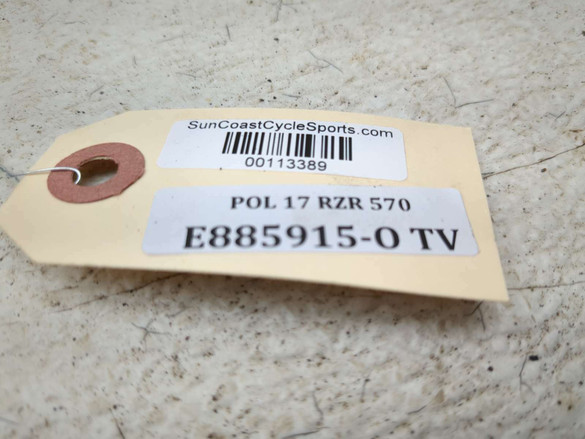 SunCoastCycleSports.com
00113389
POL 17 RZR 570
E885915-O TV